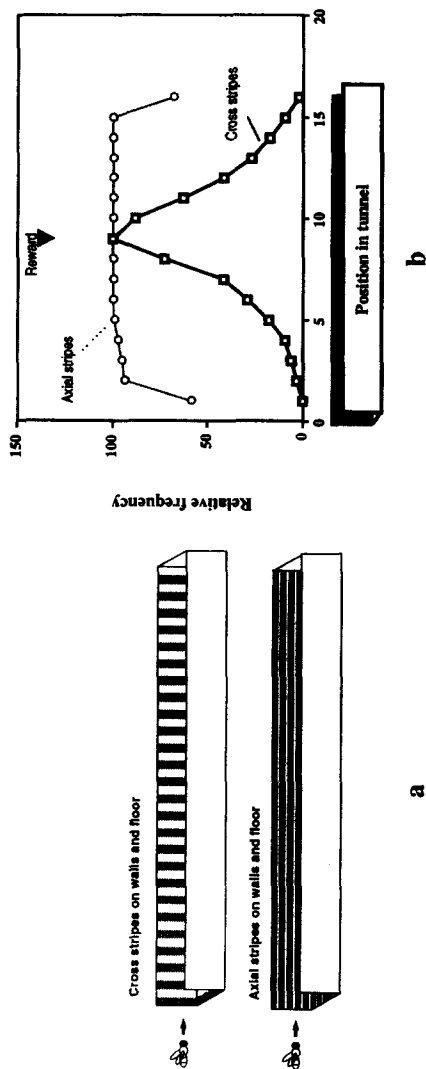 Cross stripes on walls and floor
Axial stripes on walls and floor
a
Relative frequency
150
100
50
0
Reward
Axial stripes
Cross stripes
0
5
10
15
20
Position in tunnel
b